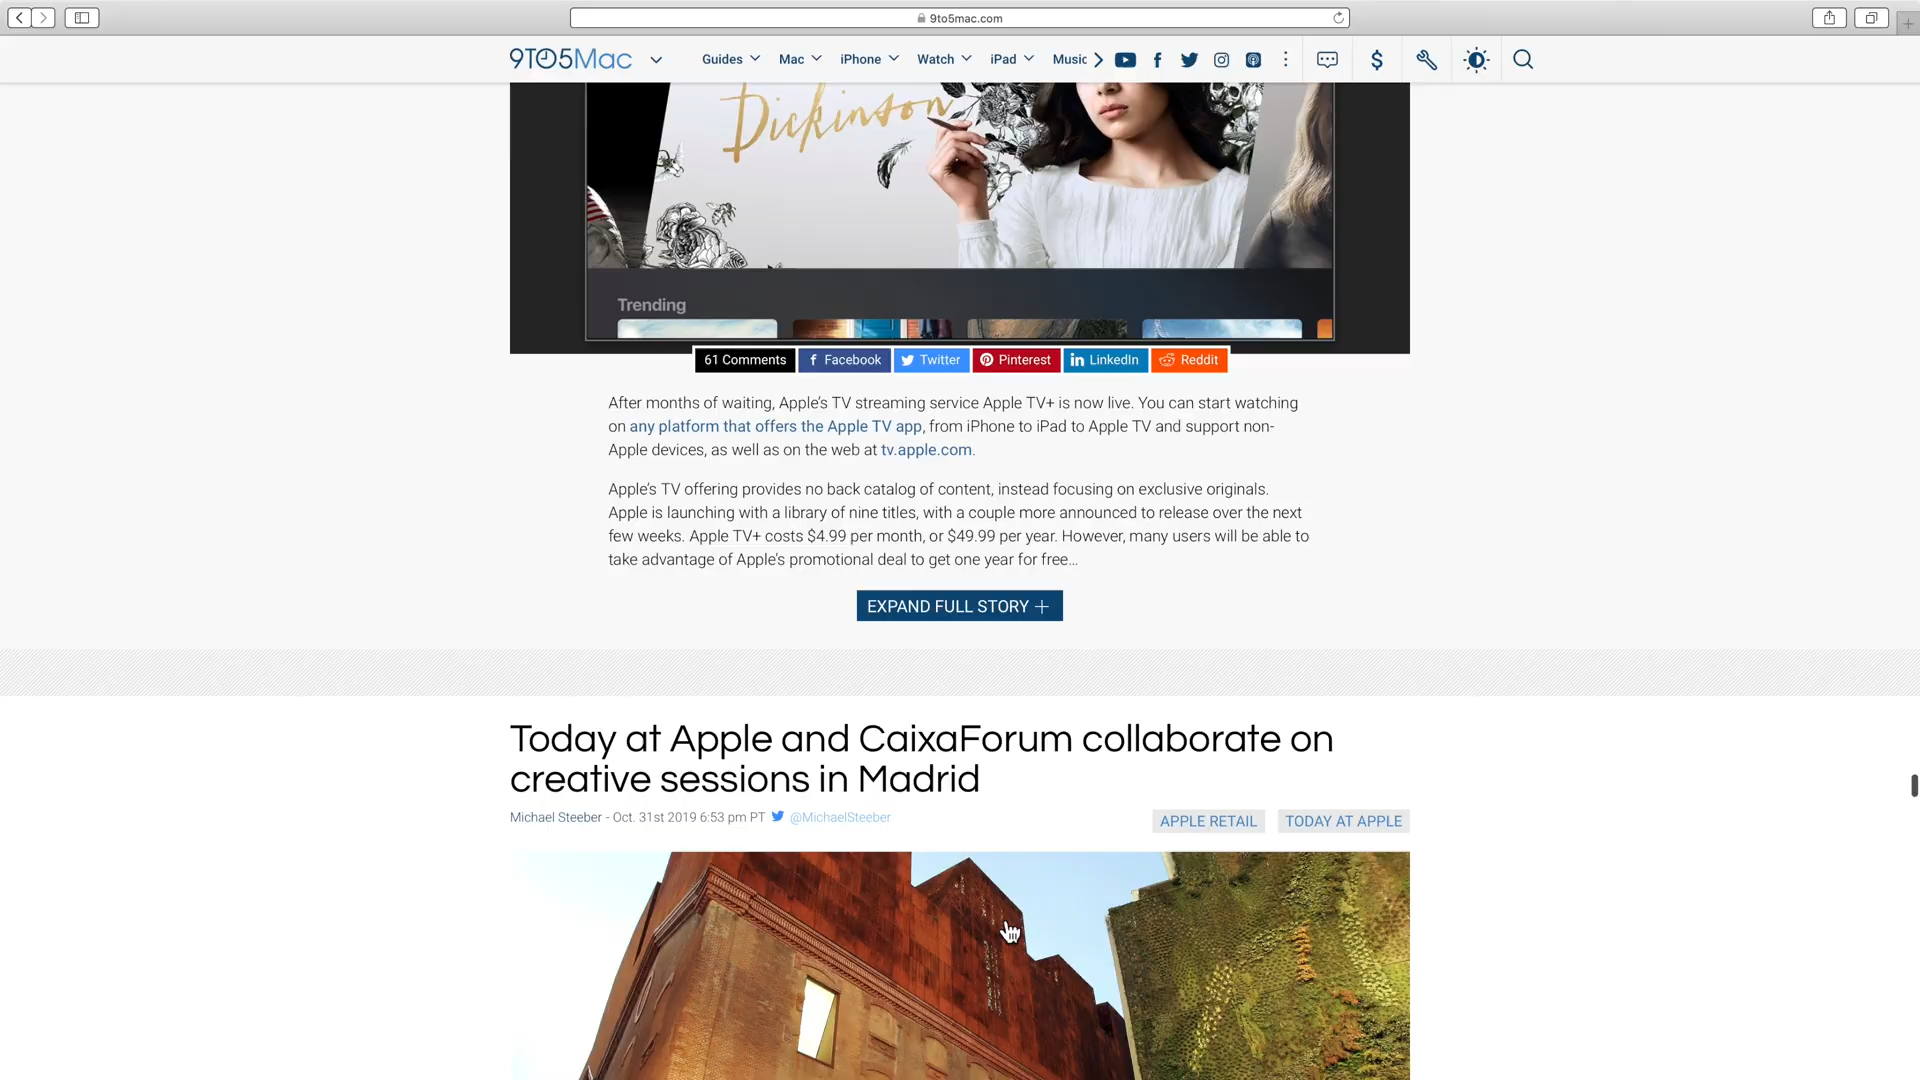 9to5mac.com
9TO5Mac
Guides Mac iPhone Watch iPad Music
Dickinson
Trending
61 Comments Facebook Twitter Pinterest LinkedIn Reddit
After months of waiting, Apple’s TV streaming service Apple TV+ is now live. You can start watching
on any platform that offers the Apple TV app, from iPhone to iPad to Apple TV and support non-
Apple devices, as well as on the web at tv.apple.com.
Apple’s TV offering provides no back catalog of content, instead focusing on exclusive originals.
Apple is launching with a library of nine titles, with a couple more announced to release over the next
few weeks. Apple TV+ costs $4.99 per month, or $49.99 per year. However, many users will be able to
take advantage of Apple’s promotional deal to get one year for free…
EXPAND FULL STORY +
Today at Apple and CaixaForum collaborate on
creative sessions in Madrid
Michael Steeber - Oct. 31st 2019 6:53 pm PT @MichaelSteeber
APPLE RETAIL TODAY AT APPLE